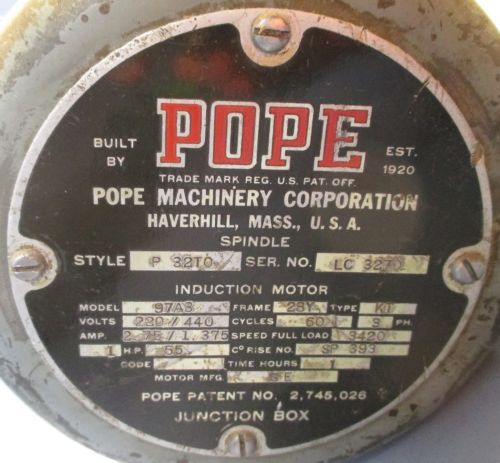 BUILT BY POPE EST. 1920
TRADE MARK REG. U.S. PAT. OFF.
POPE MACHINERY CORPORATION
HAVERHILL, MASS., U.S.A.
SPINDLE
STYLE P 32TO SER. NO. LC 3270
INDUCTION MOTOR
MODEL 97A8 FRAME 28Y TYPE KT
VOLTS 220/440 CYCLES 60 3 PH.
AMP. 2.75/1.375 SPEED FULL LOAD 3420
1 H.P. 55 C° RISE NO. SP 393
CODE TIME HOURS 1
MOTOR MFG. GE
POPE PATENT NO. 2,745,026
JUNCTION BOX